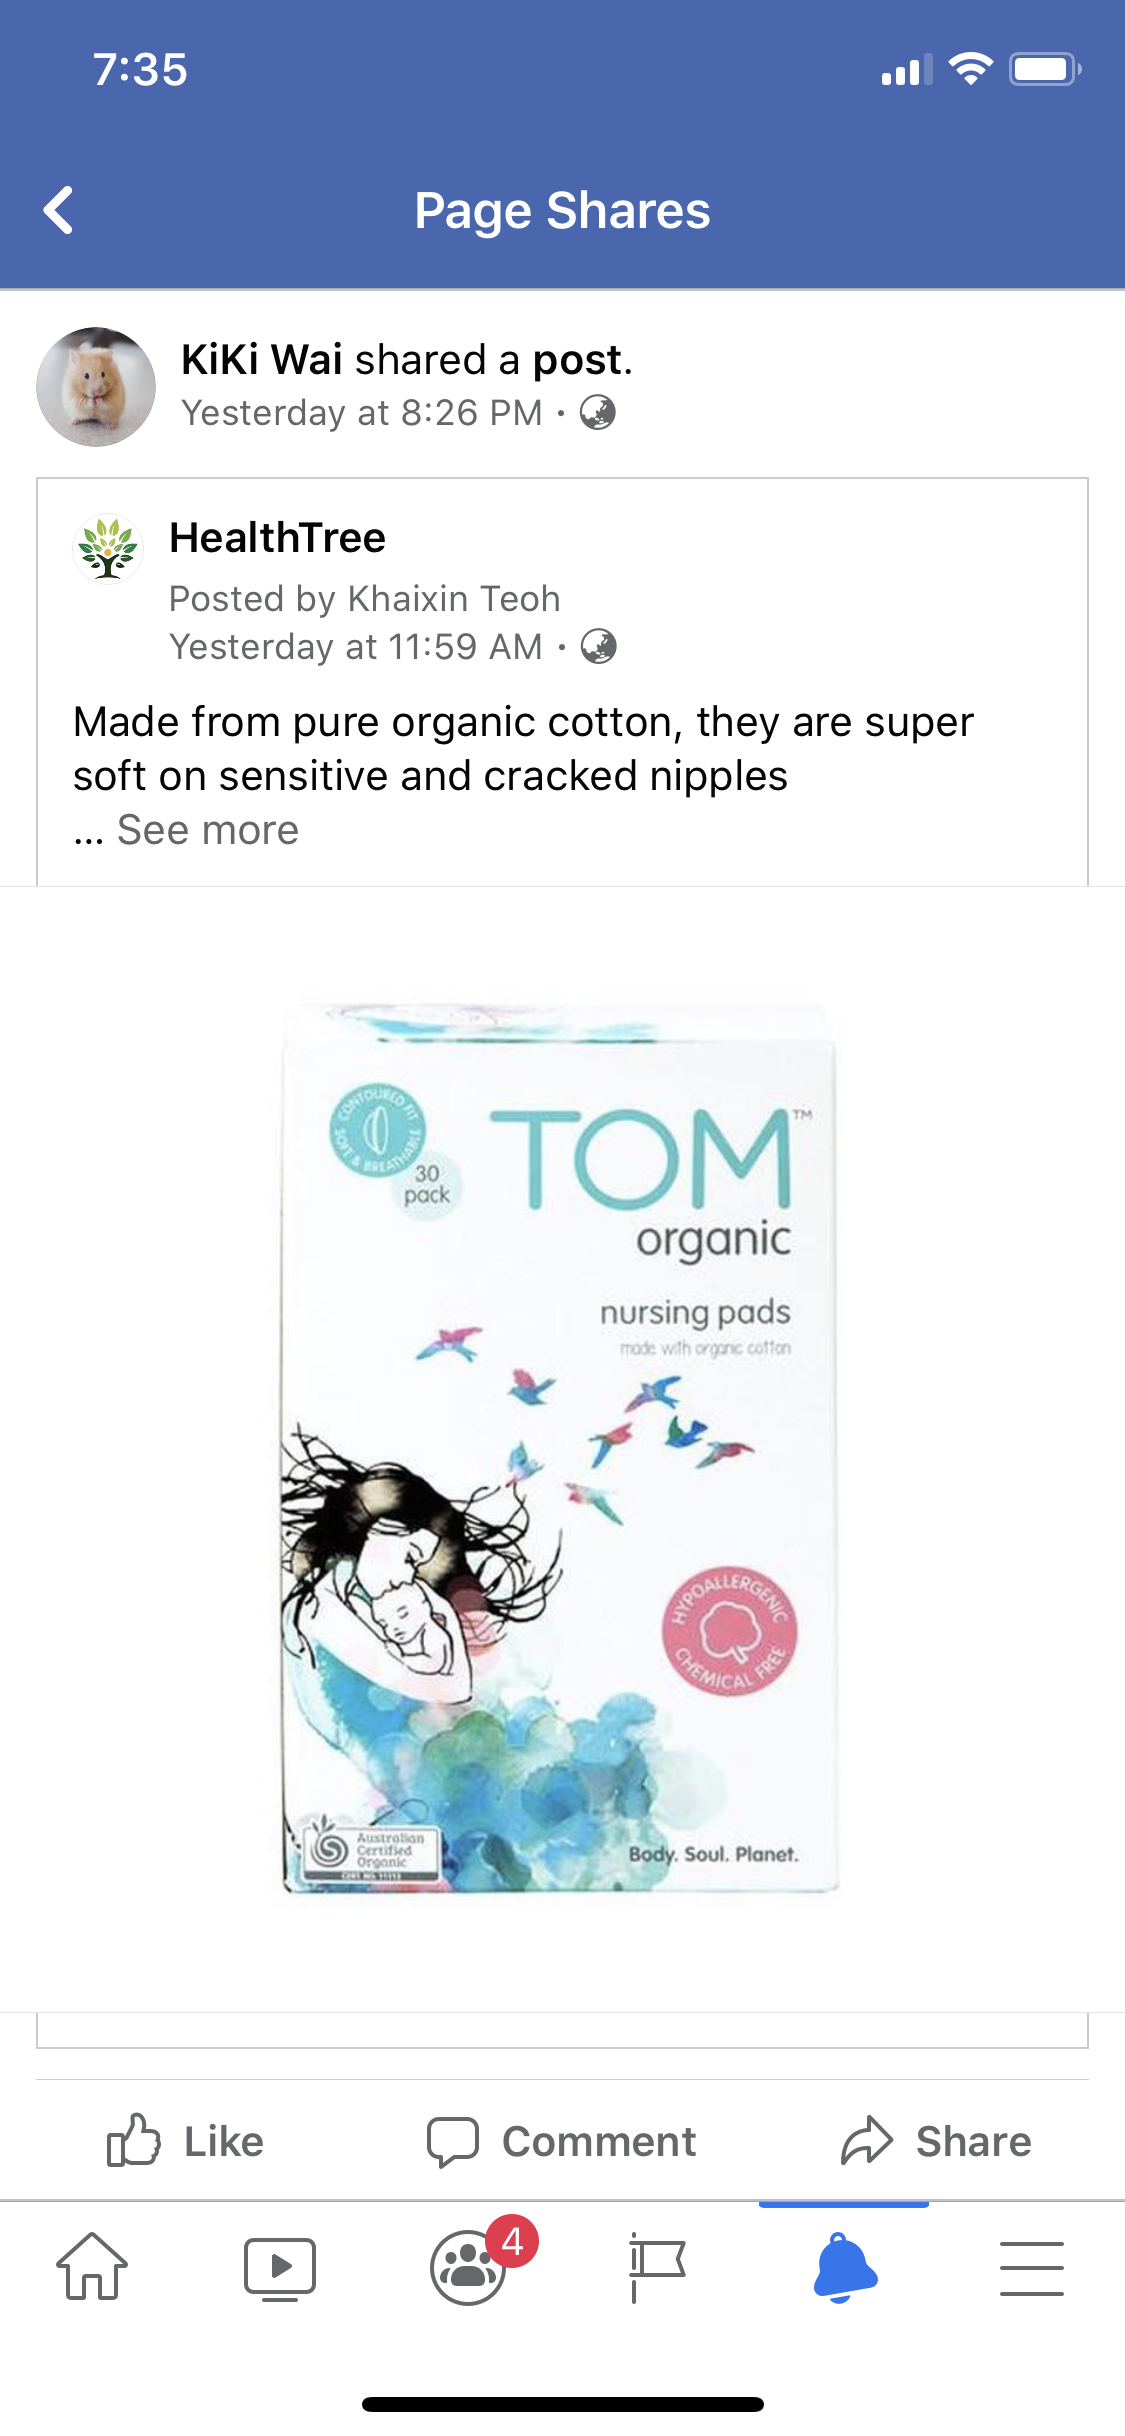 7:35
Page Shares
KiKi Wai shared a post.
Yesterday at 8:26 PM ·
HealthTree
Posted by Khaixin Teoh
Yesterday at 11:59 AM ·
Made from pure organic cotton, they are super
soft on sensitive and cracked nipples
... See more
CONTOURED FIT
SOFT & BREATHABLE
30
pack
TOM™
organic
nursing pads
made with organic cotton
HYPOALLERGENIC
CHEMICAL FREE
Australian
Certified
Organic
Body. Soul. Planet.
Like
Comment
Share
4